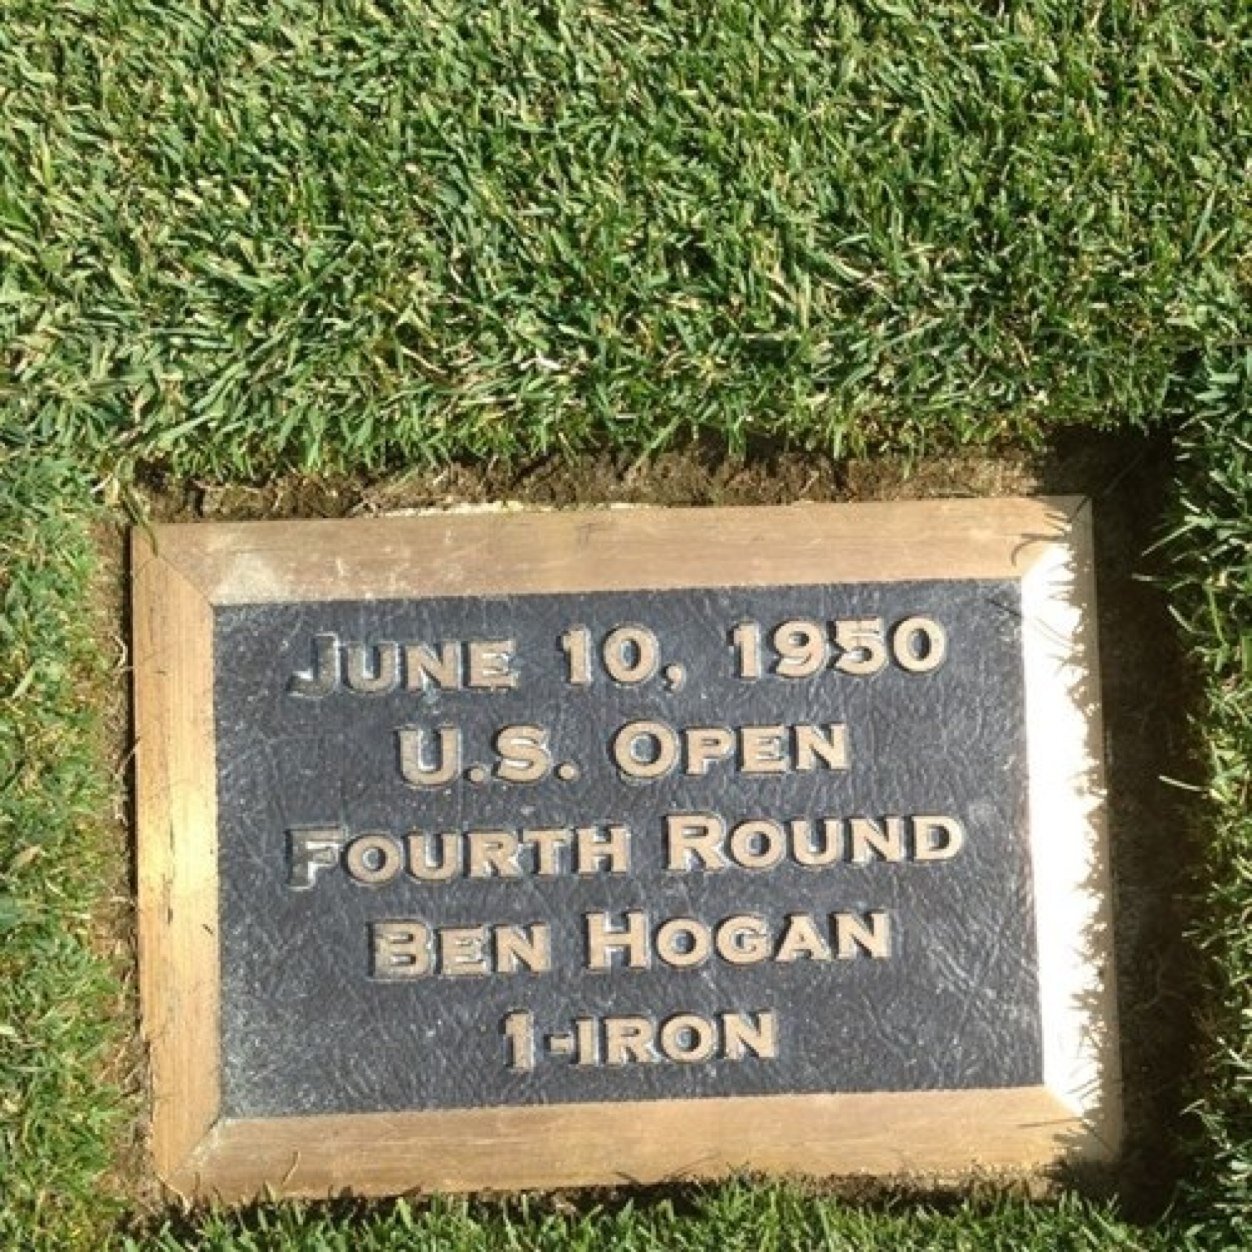 June 10, 1950
U.S. Open
Fourth Round
Ben Hogan
1-iron